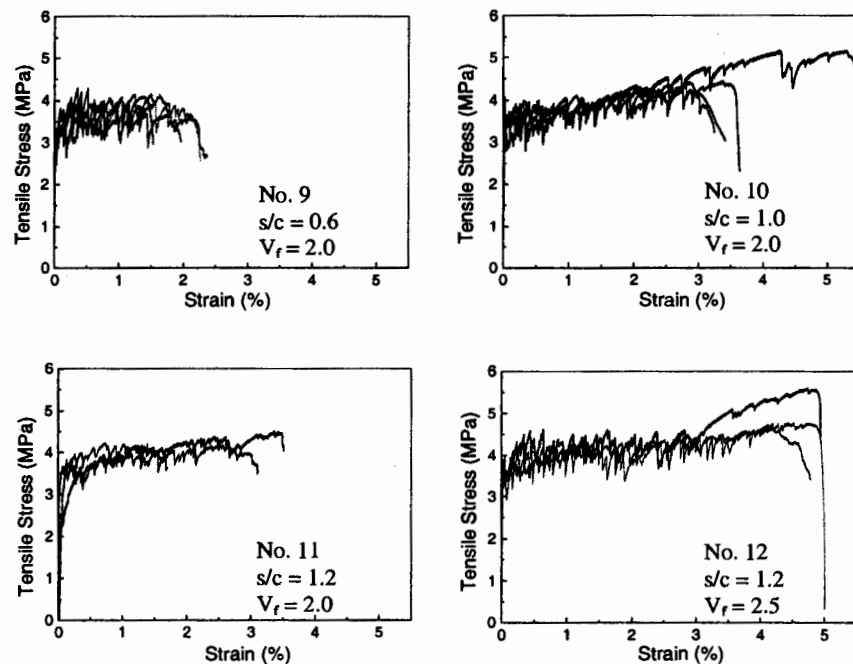 6
5
4
3
2
1
0
Tensile Stress (MPa)
No. 9
s/c = 0.6
V_f = 2.0
0 1 2 3 4 5
Strain (%)
6
5
4
3
2
1
0
Tensile Stress (MPa)
No. 10
s/c = 1.0
V_f = 2.0
0 1 2 3 4 5
Strain (%)
6
5
4
3
2
1
0
Tensile Stress (MPa)
No. 11
s/c = 1.2
V_f = 2.0
0 1 2 3 4 5
Strain (%)
6
5
4
3
2
1
0
Tensile Stress (MPa)
No. 12
s/c = 1.2
V_f = 2.5
0 1 2 3 4 5
Strain (%)